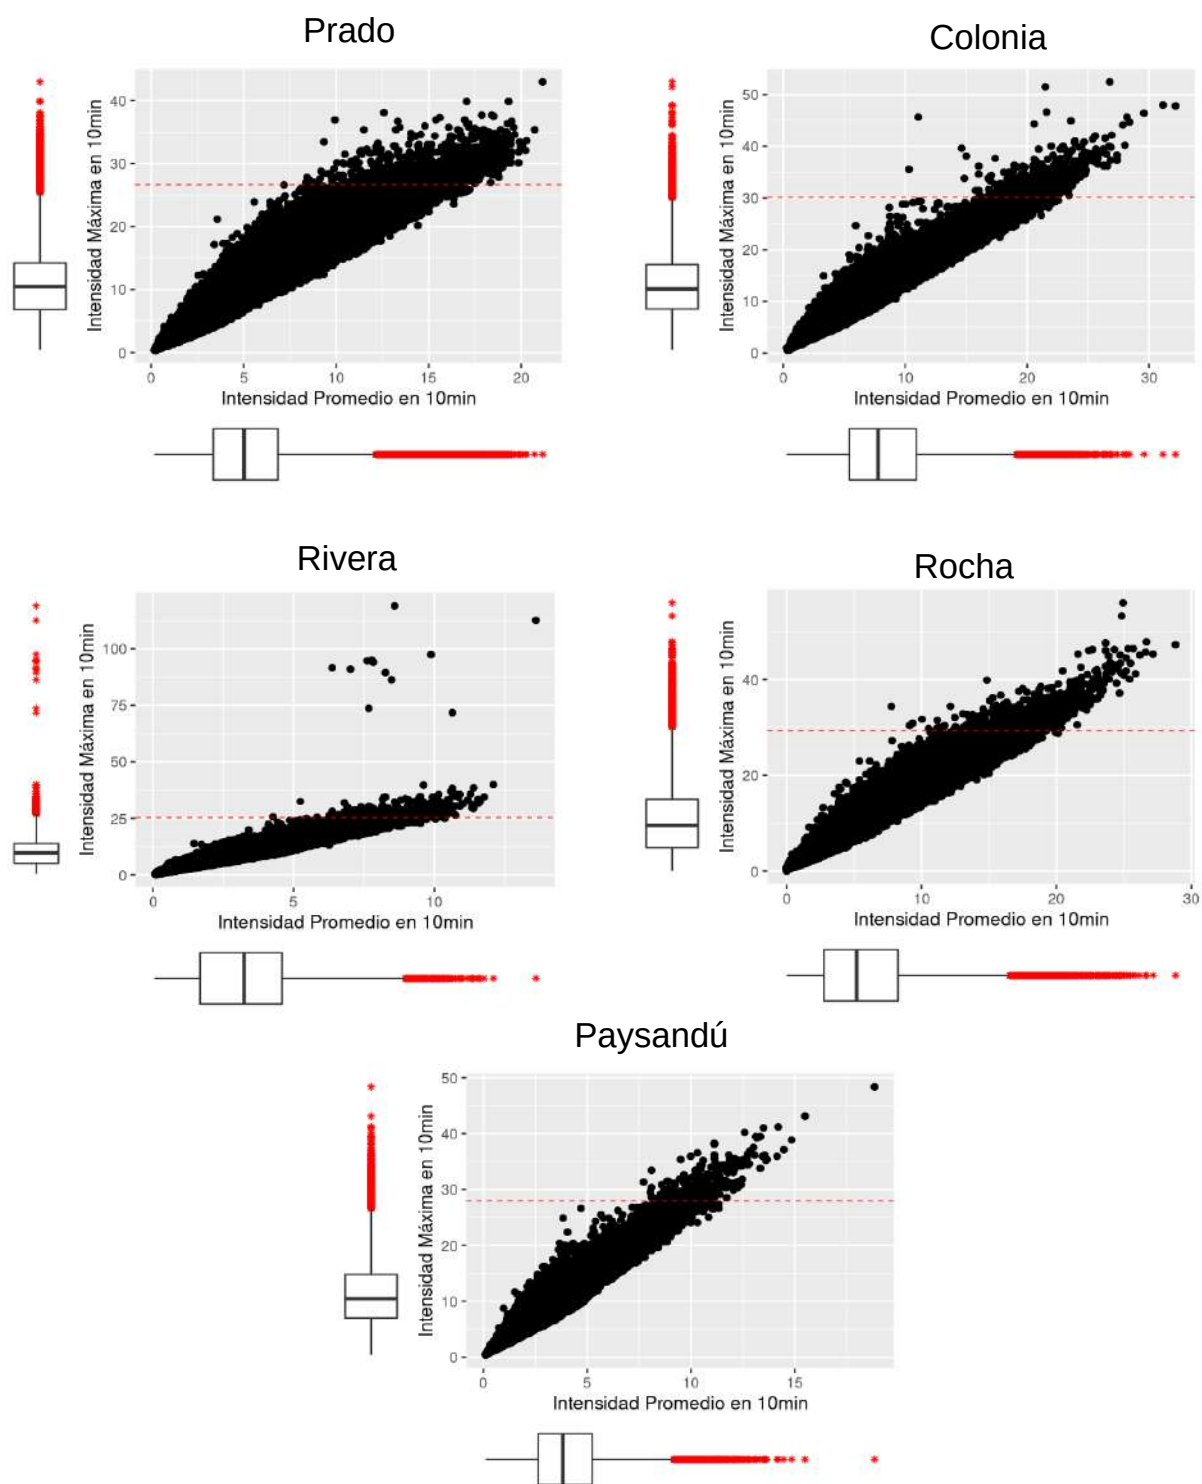 Prado
Intensidad Máxima en 10min
40
30
20
10
0
0 5 10 15 20
Intensidad Promedio en 10min
Colonia
Intensidad Máxima en 10min
50
40
30
20
10
0
0 10 20 30
Intensidad Promedio en 10min
Rivera
Intensidad Máxima en 10min
100
75
50
25
0
0 5 10
Intensidad Promedio en 10min
Rocha
Intensidad Máxima en 10min
40
20
0
0 10 20 30
Intensidad Promedio en 10min
Paysandú
Intensidad Máxima en 10min
50
40
30
20
10
0
0 5 10 15
Intensidad Promedio en 10min